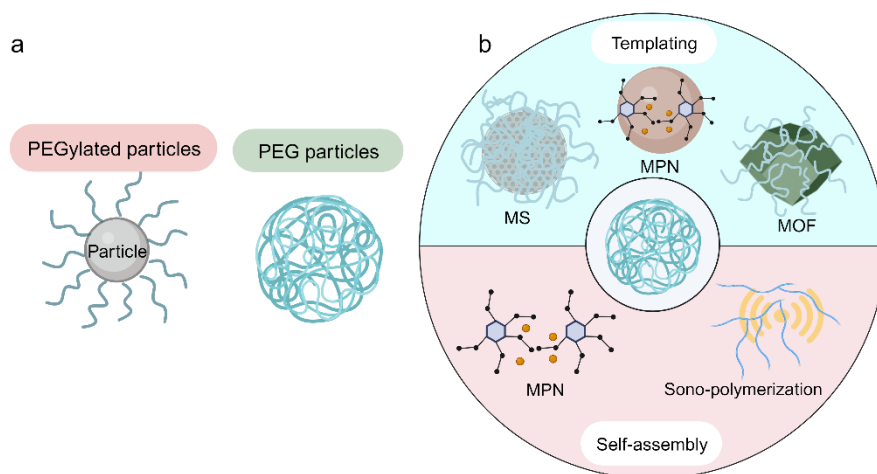 a
PEGylated particles
PEG particles
Particle
b
Templating
MPN
MS
MOF
MPN
Sono-polymerization
Self-assembly